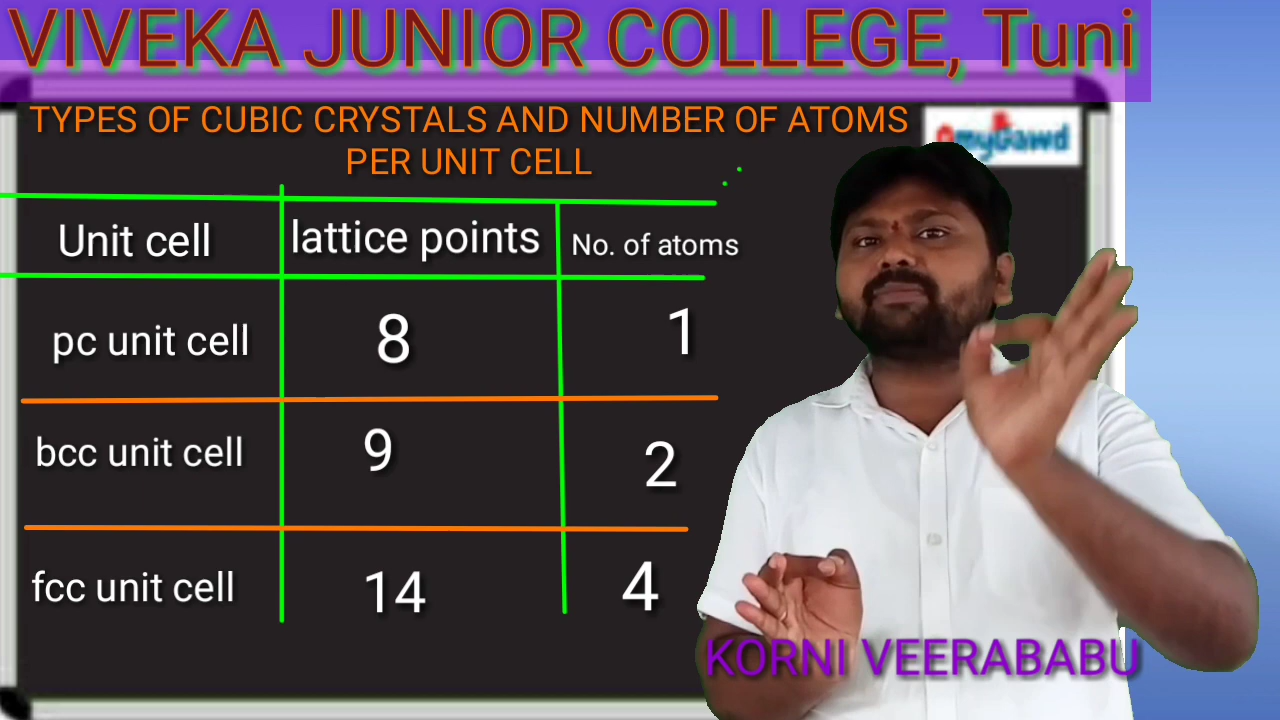 VIVEKA JUNIOR COLLEGE, Tuni
TYPES OF CUBIC CRYSTALS AND NUMBER OF ATOMS
PER UNIT CELL
Unit cell lattice points No. of atoms
pc unit cell 8 1
bcc unit cell 9 2
fcc unit cell 14 4
KORNI VEERABABU